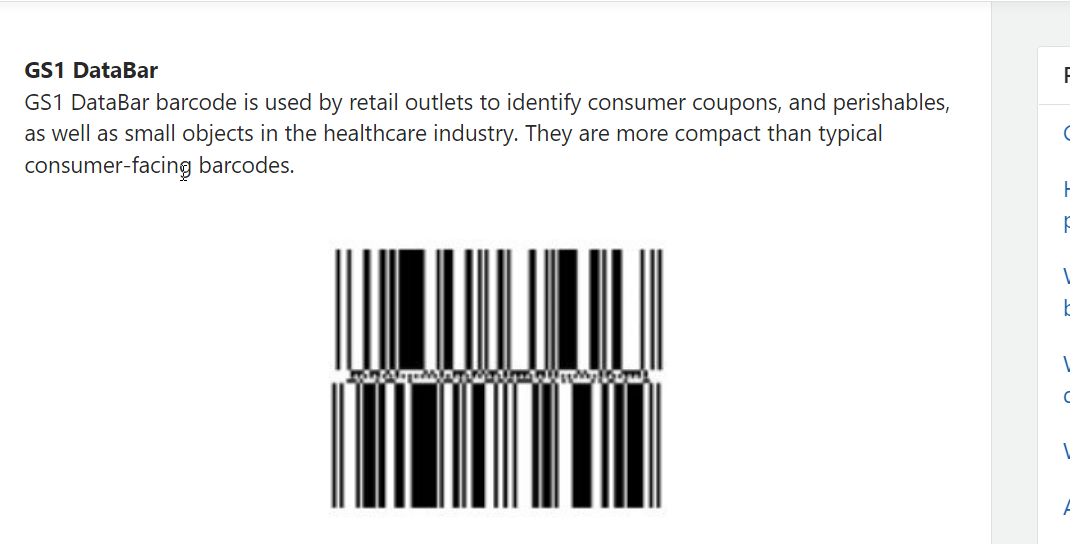 GS1 DataBar
GS1 DataBar barcode is used by retail outlets to identify consumer coupons, and perishables,
as well as small objects in the healthcare industry. They are more compact than typical
consumer-facing barcodes.